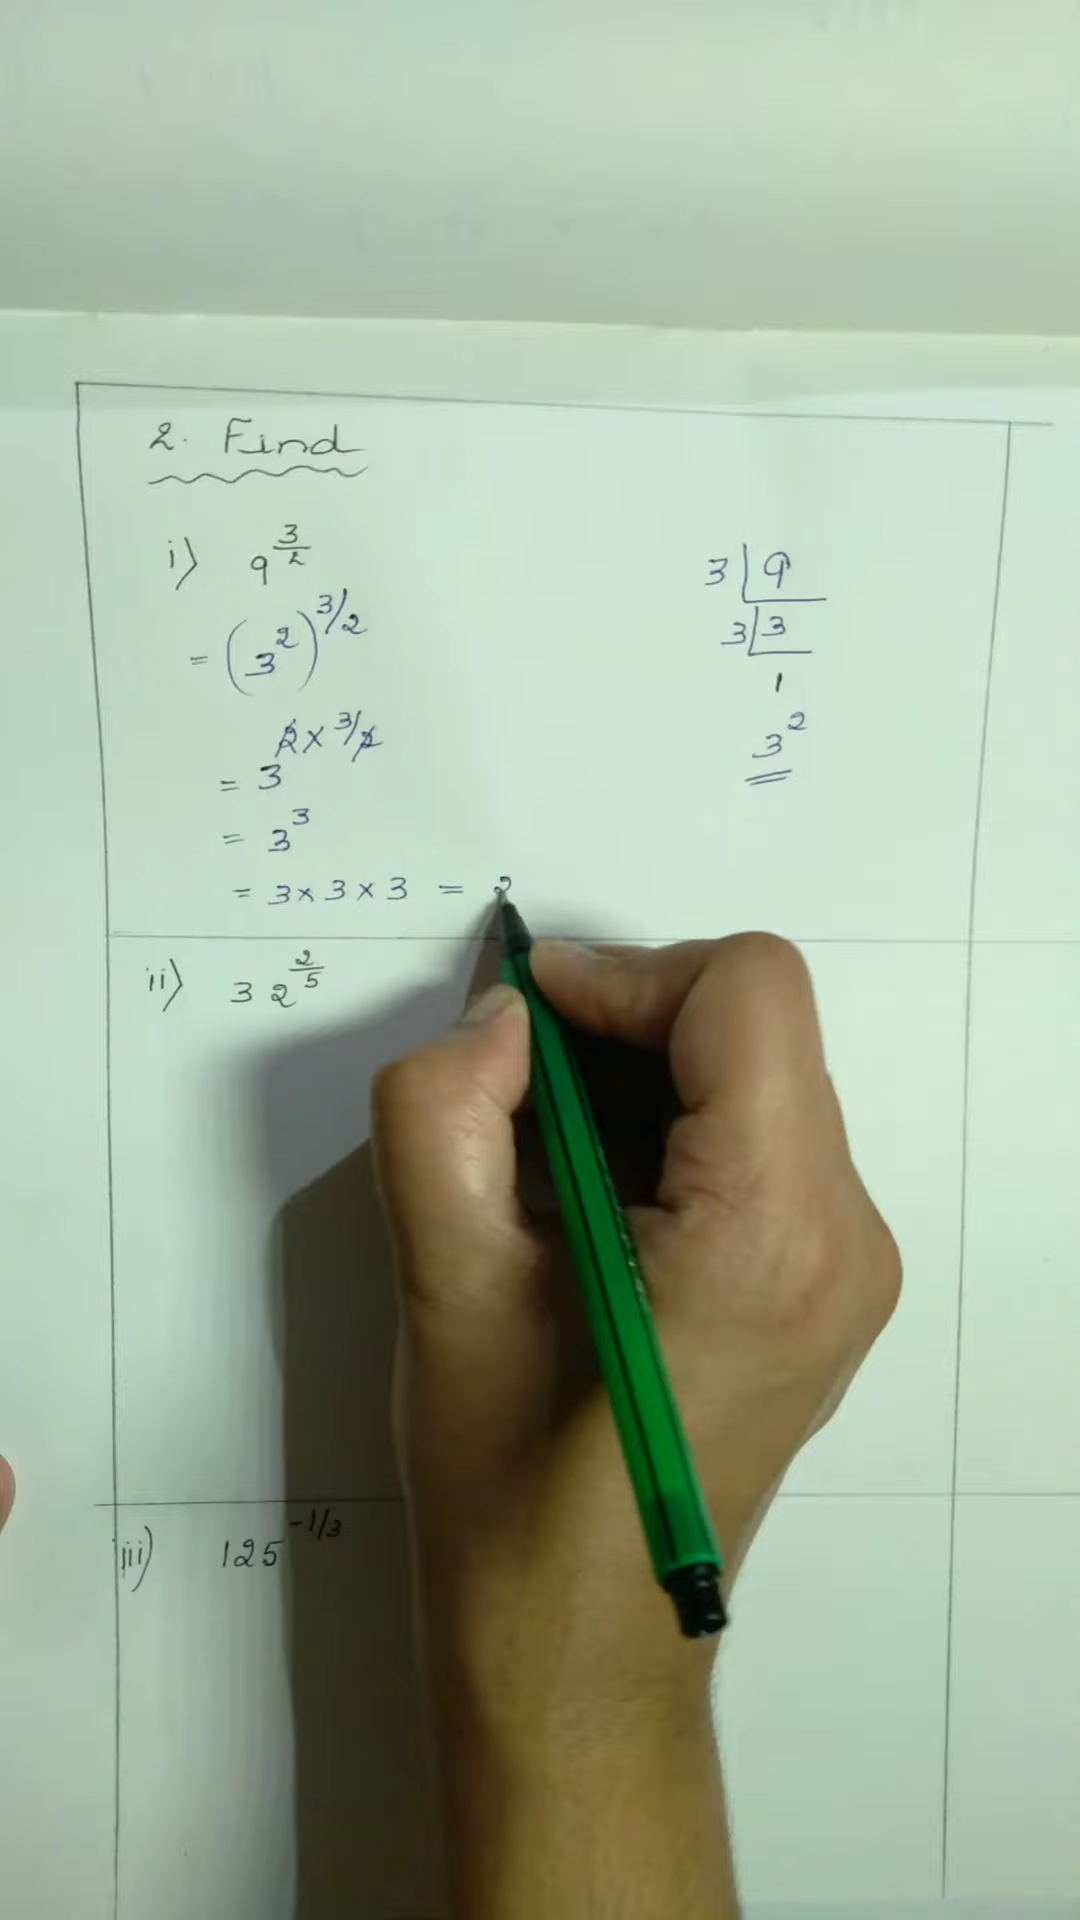 2. Find
i) 9^(3/2)
= (3^2)^(3/2)
= 3^(2 × 3/2)
= 3^3
= 3 × 3 × 3 = 2
3 | 9
3 | 3
1
3^2
ii) 32^(2/5)
iii) 125^(-1/3)